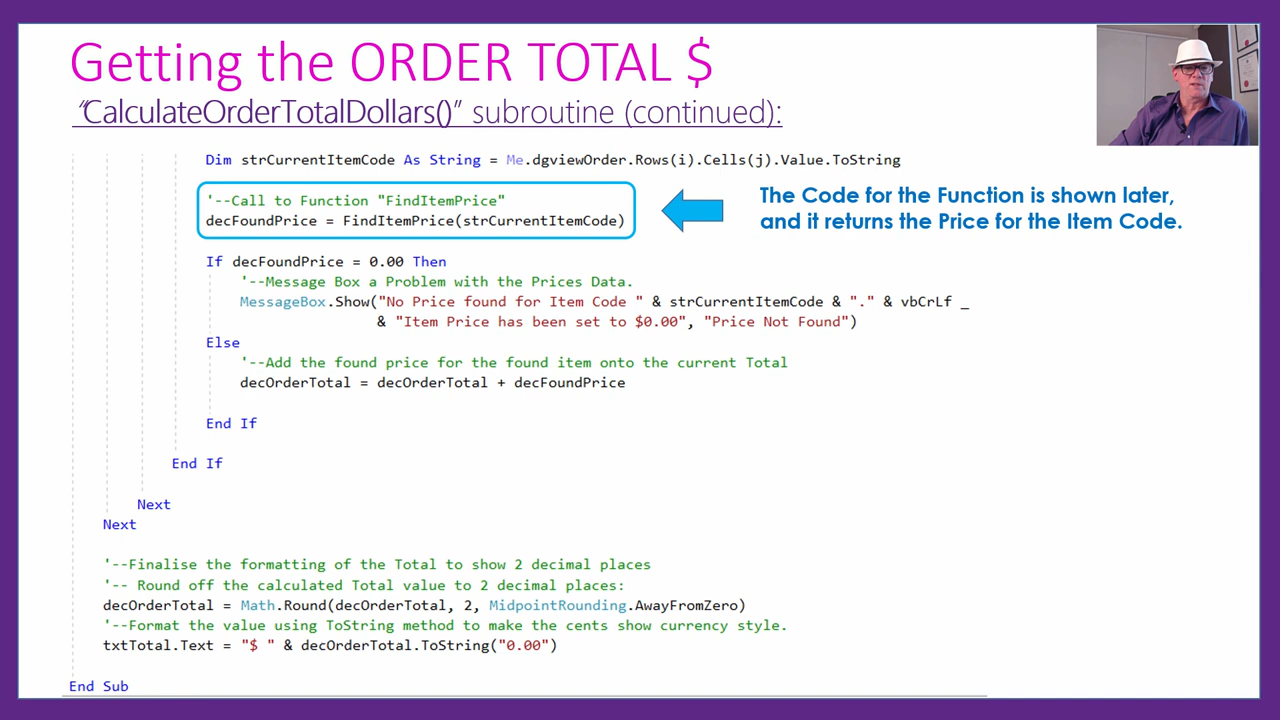 Getting the ORDER TOTAL $
“CalculateOrderTotalDollars()” subroutine (continued):
Dim strCurrentItemCode As String = Me.dgviewOrder.Rows(i).Cells(j).Value.ToString
'--Call to Function "FindItemPrice"
decFoundPrice = FindItemPrice(strCurrentItemCode)
The Code for the Function is shown later,
and it returns the Price for the Item Code.
If decFoundPrice = 0.00 Then
'--Message Box a Problem with the Prices Data.
MessageBox.Show("No Price found for Item Code " & strCurrentItemCode & "." & vbCrLf _
& "Item Price has been set to $0.00", "Price Not Found")
Else
'--Add the found price for the found item onto the current Total
decOrderTotal = decOrderTotal + decFoundPrice
End If
End If
Next
Next
'--Finalise the formatting of the Total to show 2 decimal places
'-- Round off the calculated Total value to 2 decimal places:
decOrderTotal = Math.Round(decOrderTotal, 2, MidpointRounding.AwayFromZero)
'--Format the value using ToString method to make the cents show currency style.
txtTotal.Text = "$ " & decOrderTotal.ToString("0.00")
End Sub